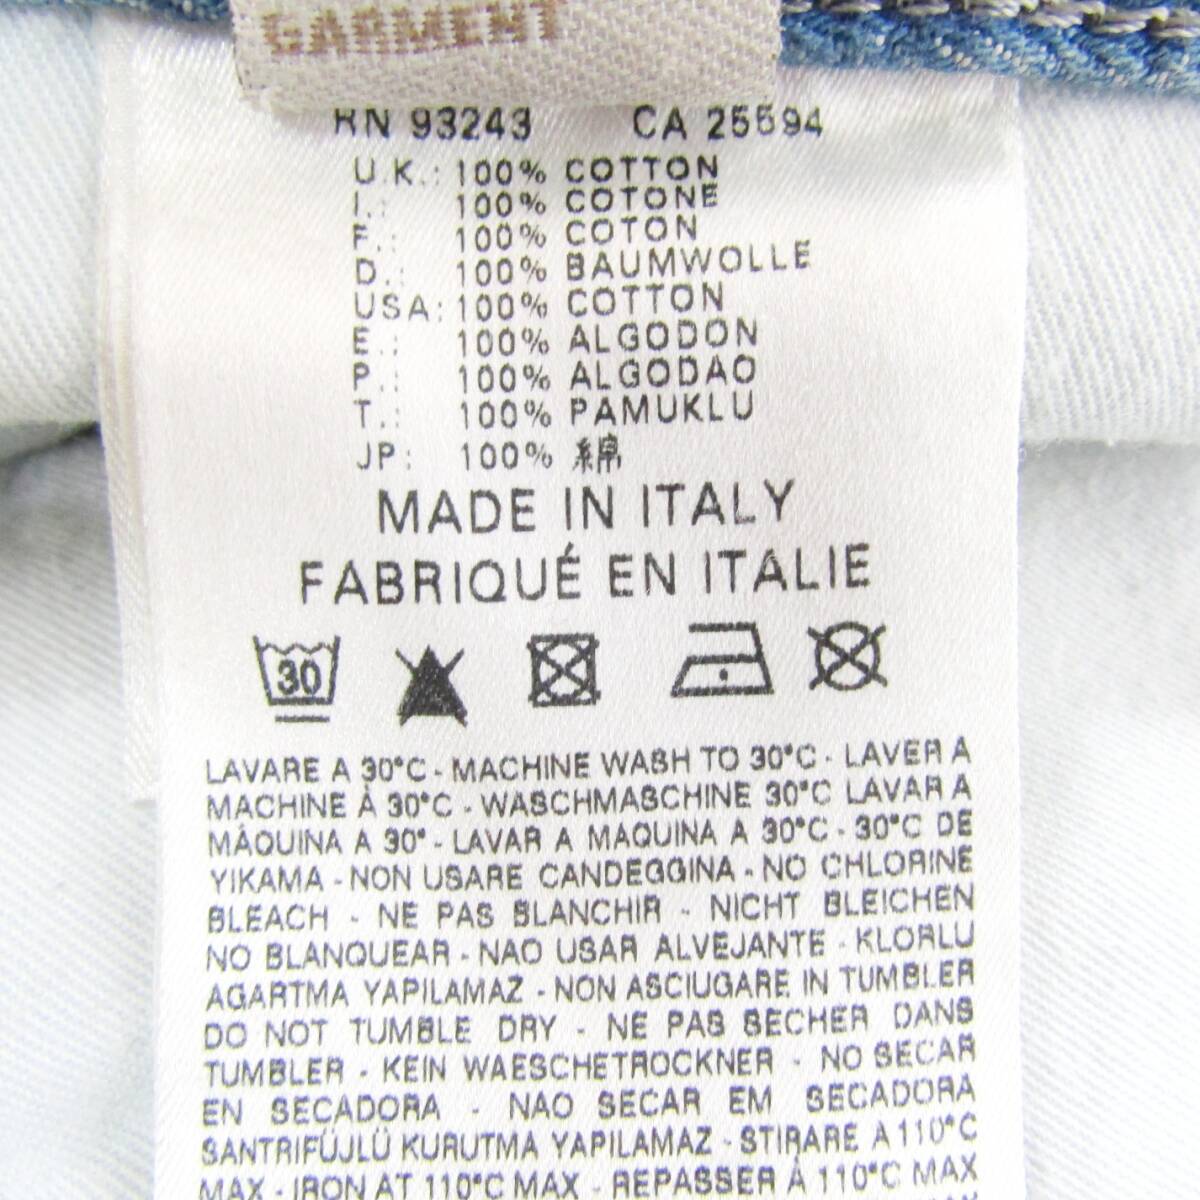 GARMENT
RN 93243 CA 25594
U.K.: 100% COTTON
I.: 100% COTONE
F.: 100% COTON
D.: 100% BAUMWOLLE
USA: 100% COTTON
E.: 100% ALGODON
P.: 100% ALGODAO
T.: 100% PAMUKLU
JP: 100% 綿
MADE IN ITALY
FABRIQUÉ EN ITALIE
30
LAVARE A 30°C - MACHINE WASH TO 30°C - LAVER A
MACHINE À 30°C - WASCHMASCHINE 30°C LAVAR A
MÁQUINA A 30° - LAVAR A MAQUINA A 30°C - 30°C DE
YIKAMA - NON USARE CANDEGGINA - NO CHLORINE
BLEACH - NE PAS BLANCHIR - NICHT BLEICHEN
NO BLANQUEAR - NAO USAR ALVEJANTE - KLORLU
AGARTMA YAPILAMAZ - NON ASCIUGARE IN TUMBLER
DO NOT TUMBLE DRY - NE PAS SECHER DANS
TUMBLER - KEIN WAESCHETROCKNER - NO SECAR
EN SECADORA - NAO SECAR EM SECADORA
SANTRIFÜJLÜ KURUTMA YAPILAMAZ - STIRARE A 110°C
MAX - IRON AT 110°C MAX - REPASSER À 110°C MAX